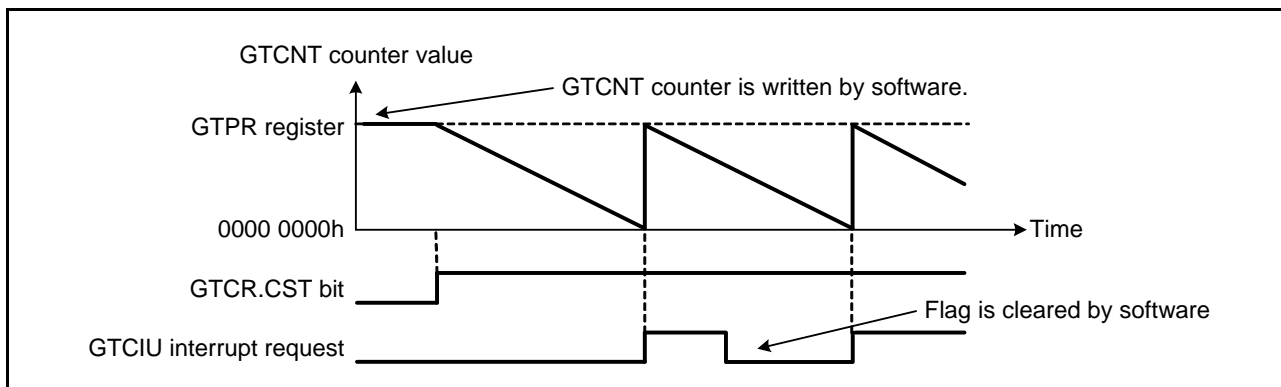 GTCNT counter value
GTCNT counter is written by software.
GTPR register
0000 0000h
Time
GTCR.CST bit
Flag is cleared by software
GTCIU interrupt request